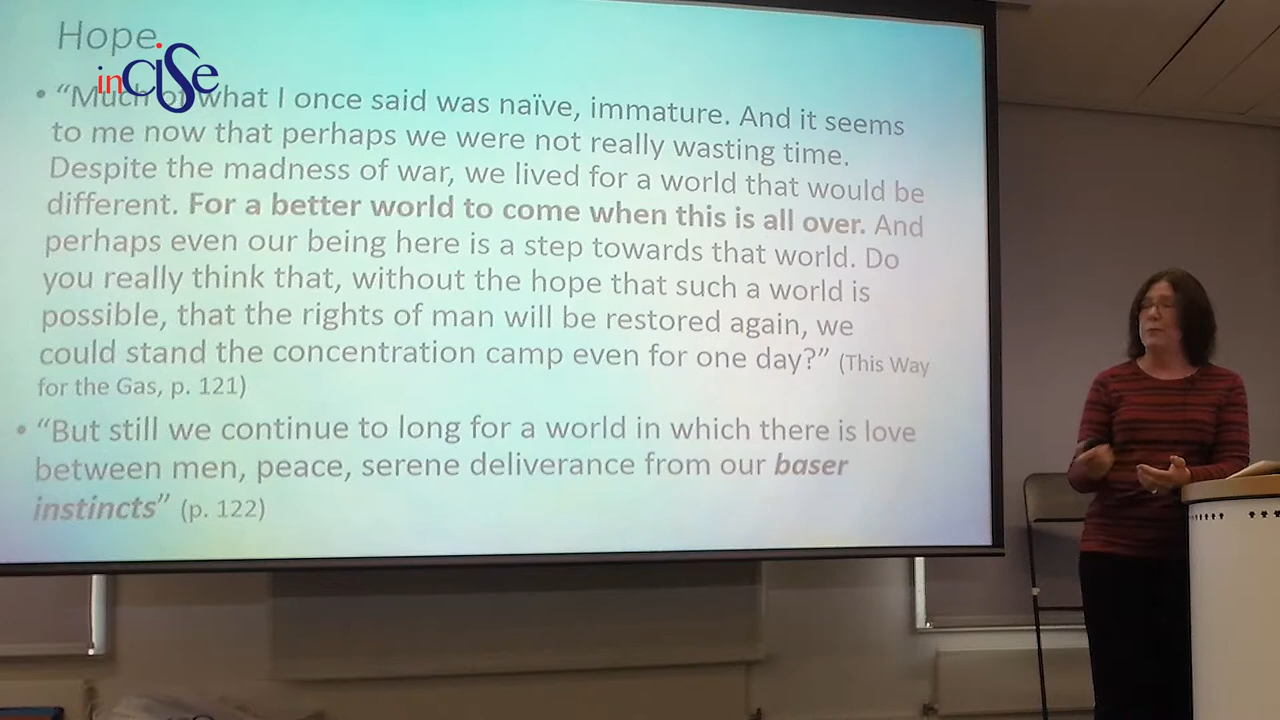 Hope.
inCiSe
• “Much of what I once said was naïve, immature. And it seems
to me now that perhaps we were not really wasting time.
Despite the madness of war, we lived for a world that would be
different. For a better world to come when this is all over. And
perhaps even our being here is a step towards that world. Do
you really think that, without the hope that such a world is
possible, that the rights of man will be restored again, we
could stand the concentration camp even for one day?” (This Way
for the Gas, p. 121)
• “But still we continue to long for a world in which there is love
between men, peace, serene deliverance from our baser
instincts” (p. 122)